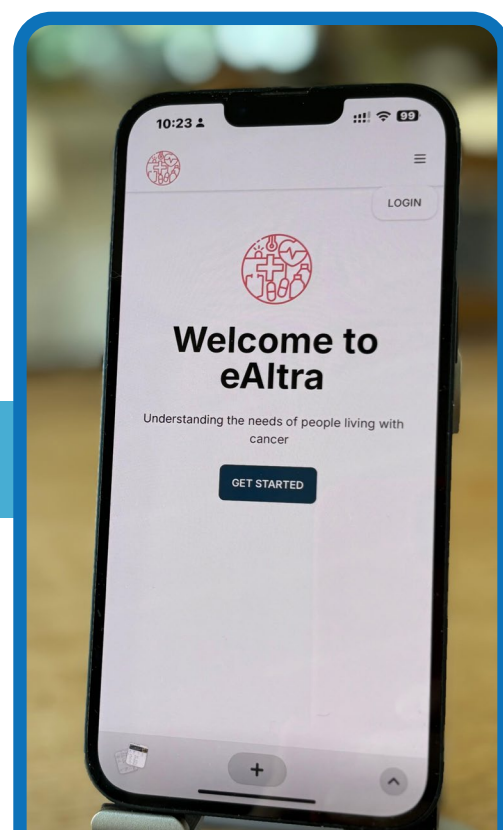 10:23
99
LOGIN
Welcome to
eAltra
Understanding the needs of people living with
cancer
GET STARTED